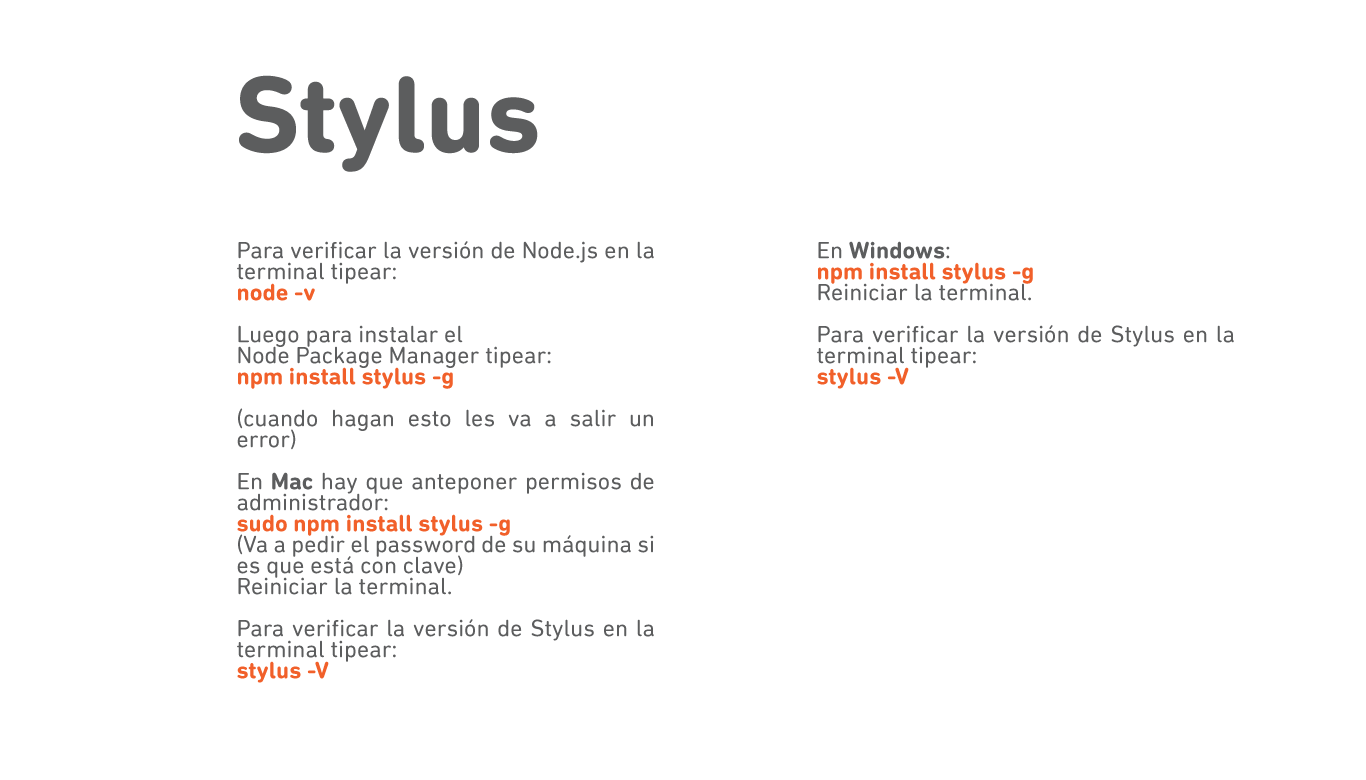 Stylus
Para verificar la versión de Node.js en la
terminal tipear:
node -v
Luego para instalar el
Node Package Manager tipear:
npm install stylus -g
(cuando hagan esto les va a salir un
error)
En Mac hay que anteponer permisos de
administrador:
sudo npm install stylus -g
(Va a pedir el password de su máquina si
es que está con clave)
Reiniciar la terminal.
Para verificar la versión de Stylus en la
terminal tipear:
stylus -V
En Windows:
npm install stylus -g
Reiniciar la terminal.
Para verificar la versión de Stylus en la
terminal tipear:
stylus -V